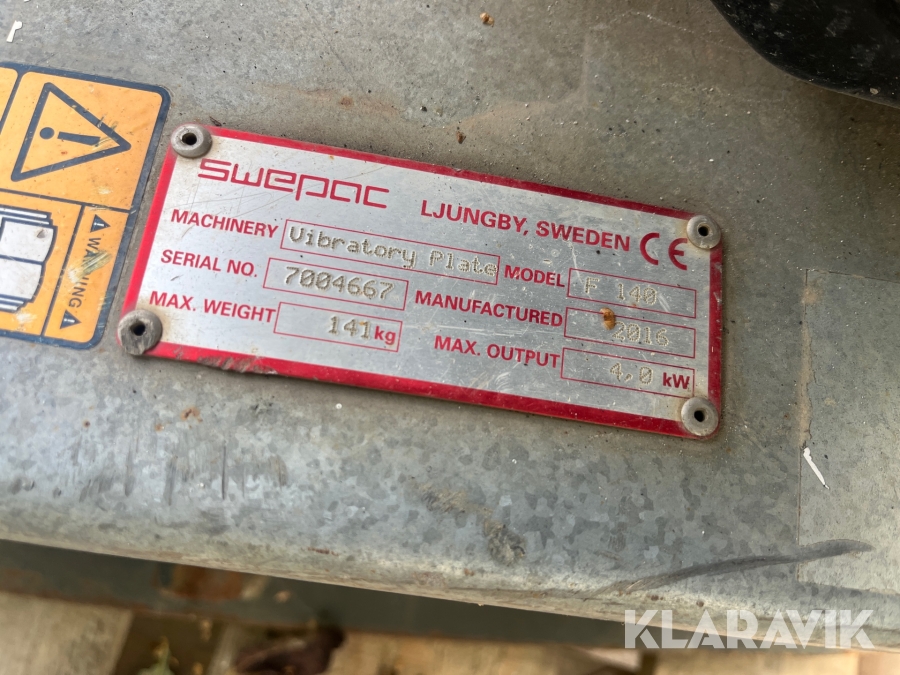 swepac LJUNGBY, SWEDEN CE
MACHINERY Vibratory Plate MODEL F 140
SERIAL NO. 7004667 MANUFACTURED 2016
MAX. WEIGHT 141 kg MAX. OUTPUT 4,0 kW
WARNING
KLARAVIK